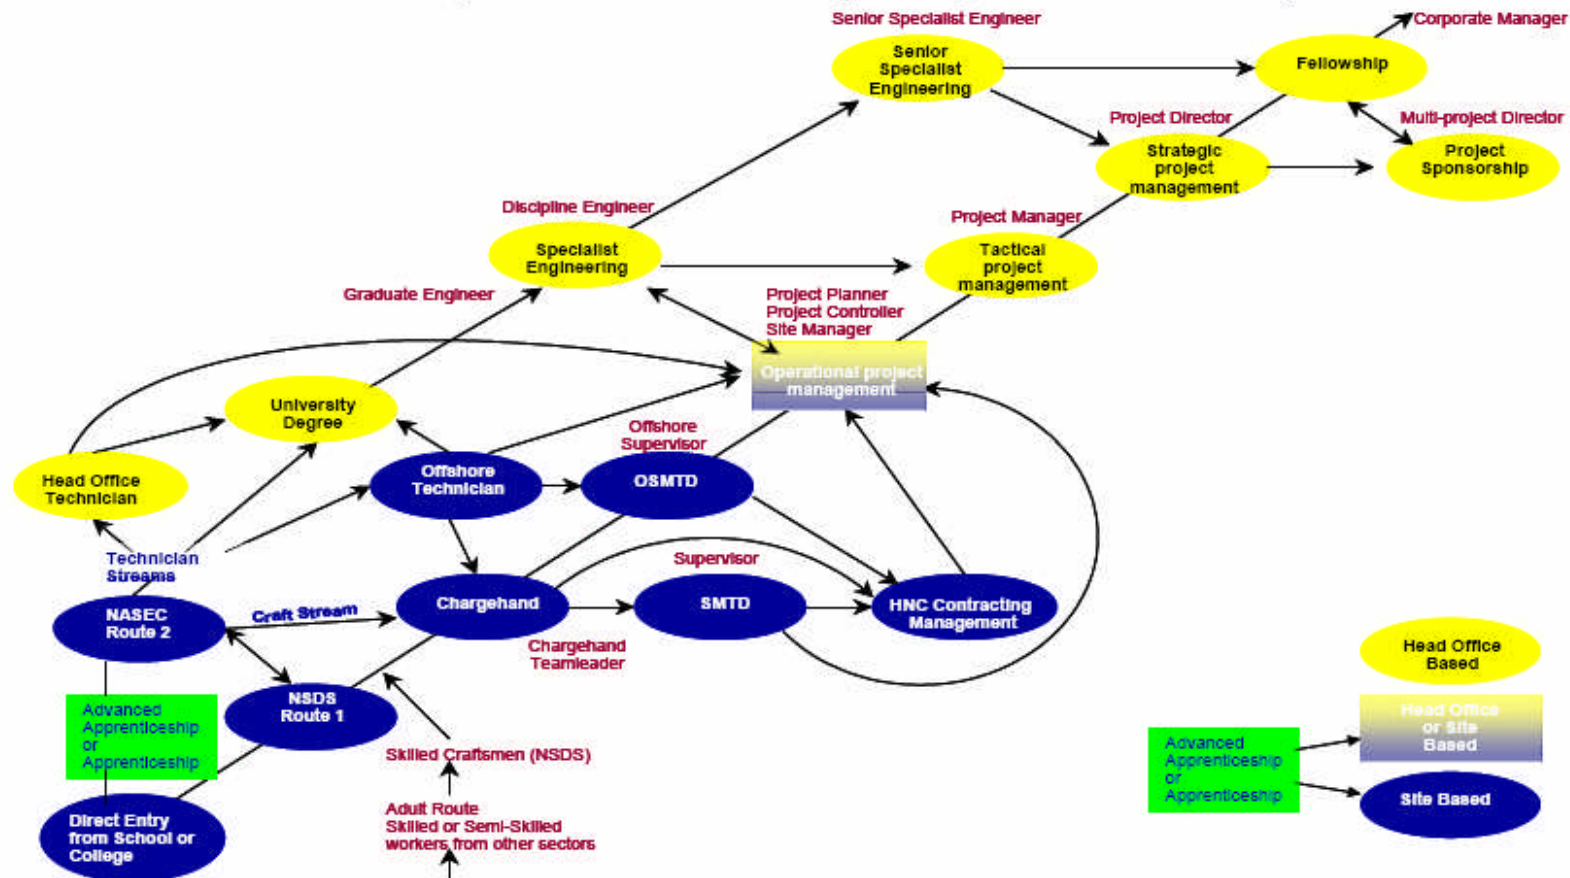 Senior Specialist Engineer
Corporate Manager
Senior
Specialist
Engineering
Fellowship
Project Director
Multi-project Director
Strategic
project
management
Project
Sponsorship
Discipline Engineer
Project Manager
Specialist
Engineering
Tactical
project
management
Graduate Engineer
Project Planner
Project Controller
Site Manager
Operational project
management
University
Degree
Offshore
Supervisor
Head Office
Technician
Offshore
Technician
OSMTD
Technician
Streams
Supervisor
NASEC
Route 2
Craft Stream
Chargehand
SMTD
HNC Contracting
Management
Chargehand
Teamleader
NSDS
Route 1
Advanced
Apprenticeship
or
Apprenticeship
Skilled Craftsmen (NSDS)
Direct Entry
from School or
College
Adult Route
Skilled or Semi-Skilled
workers from other sectors
Head Office
Based
Head Office
or Site
Based
Advanced
Apprenticeship
or
Apprenticeship
Site Based